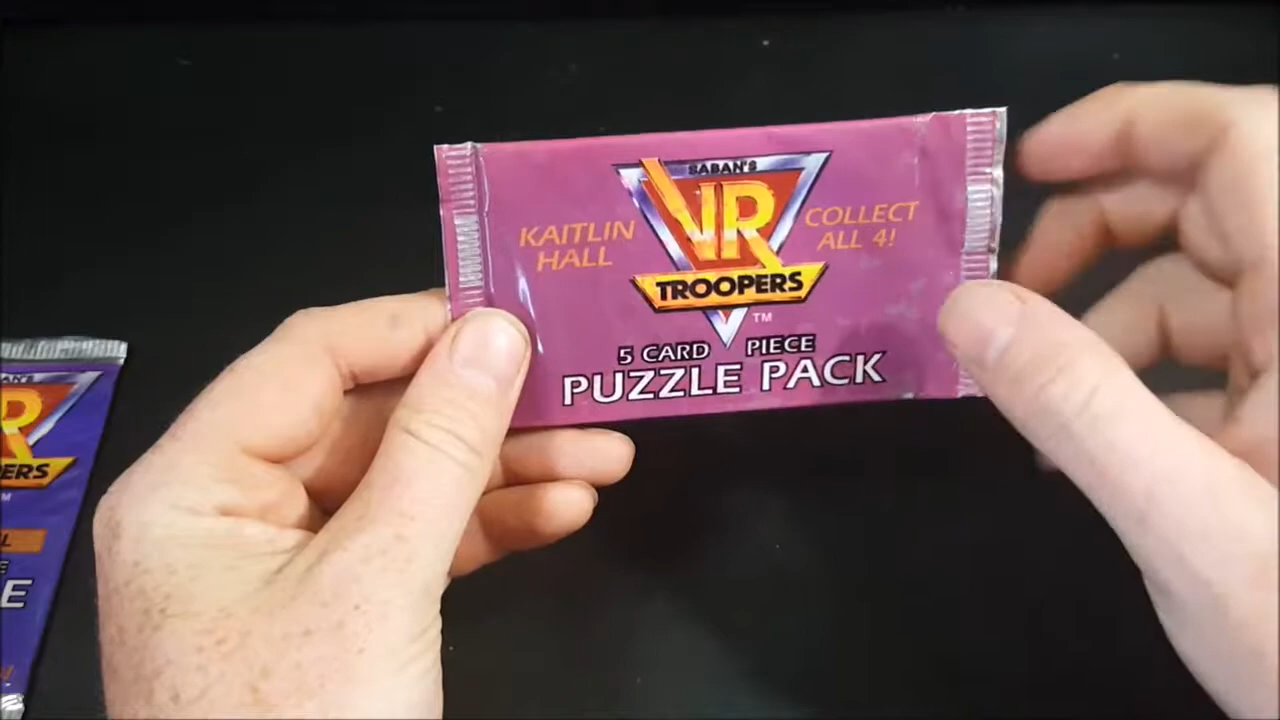 SABAN'S
VR
TROOPERS
TM
KAITLIN
HALL
COLLECT
ALL 4!
5 CARD PIECE
PUZZLE PACK
R